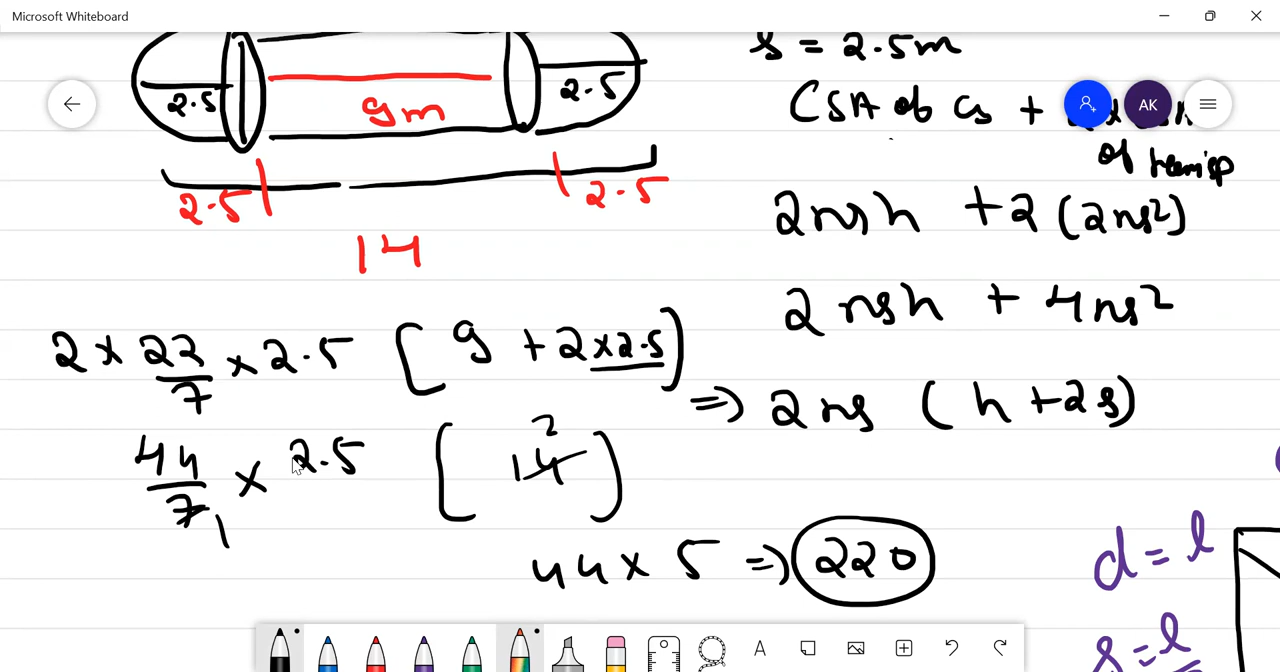 Microsoft Whiteboard
r = 2.5m
2.5
2.5
9m
CSA of
+
AK
of hemisp
2.5
2.5
14
2πrh + 2(2πr²)
2πrh + 4πr²
2 × 22/7 × 2.5 [9 + 2×2.5]
⇒ 2πr (h + 2r)
44/7 × 2.5 [14]
2
1
44 × 5 ⇒ 220
d = l
r = l
A